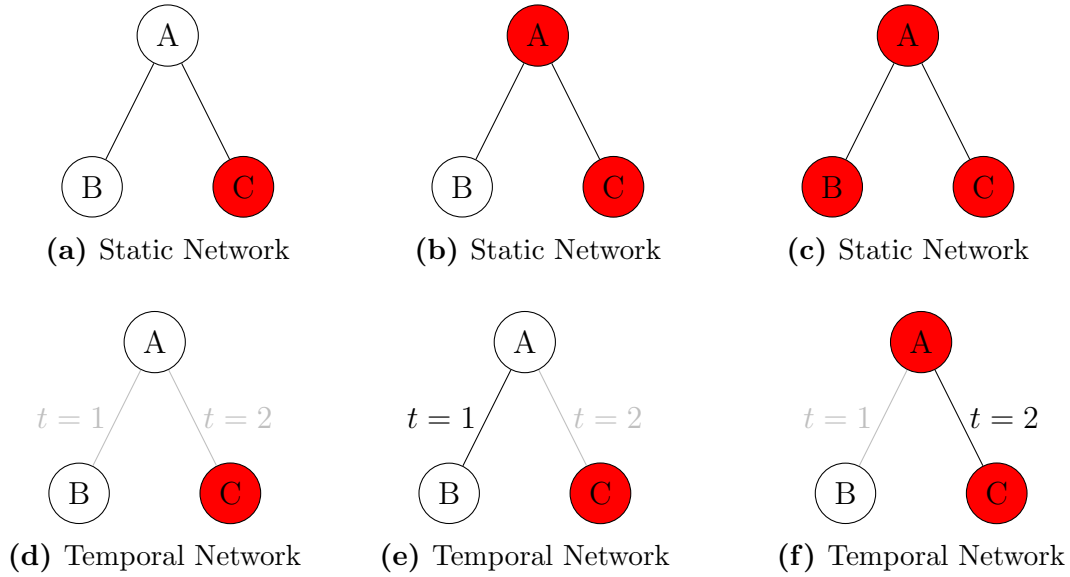 A A A
B C B C B C
(a) Static Network (b) Static Network (c) Static Network
A A A
t = 1 t = 2 t = 1 t = 2 t = 1 t = 2
B C B C B C
(d) Temporal Network (e) Temporal Network (f) Temporal Network